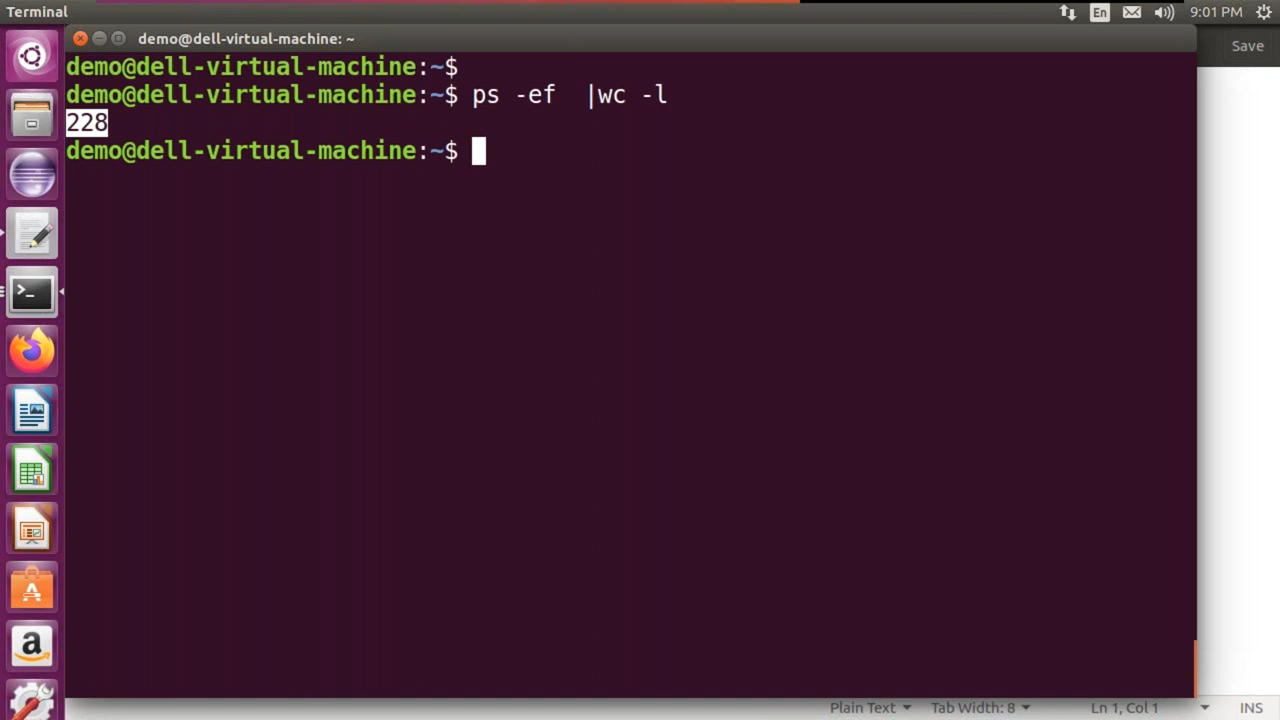 Terminal
En
9:01 PM
demo@dell-virtual-machine: ~
Save
demo@dell-virtual-machine:~$
demo@dell-virtual-machine:~$ ps -ef  |wc -l
228
demo@dell-virtual-machine:~$
Plain Text
Tab Width: 8
Ln 1, Col 1
INS